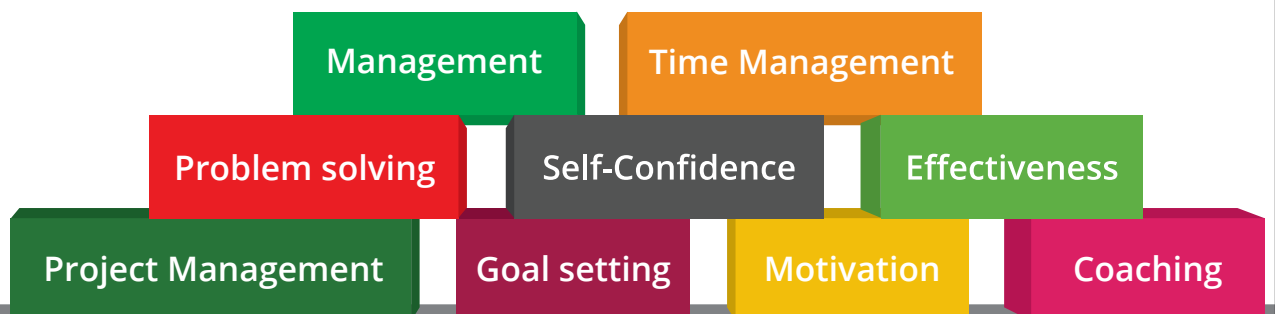 Management
Time Management
Problem solving
Self-Confidence
Effectiveness
Project Management
Goal setting
Motivation
Coaching